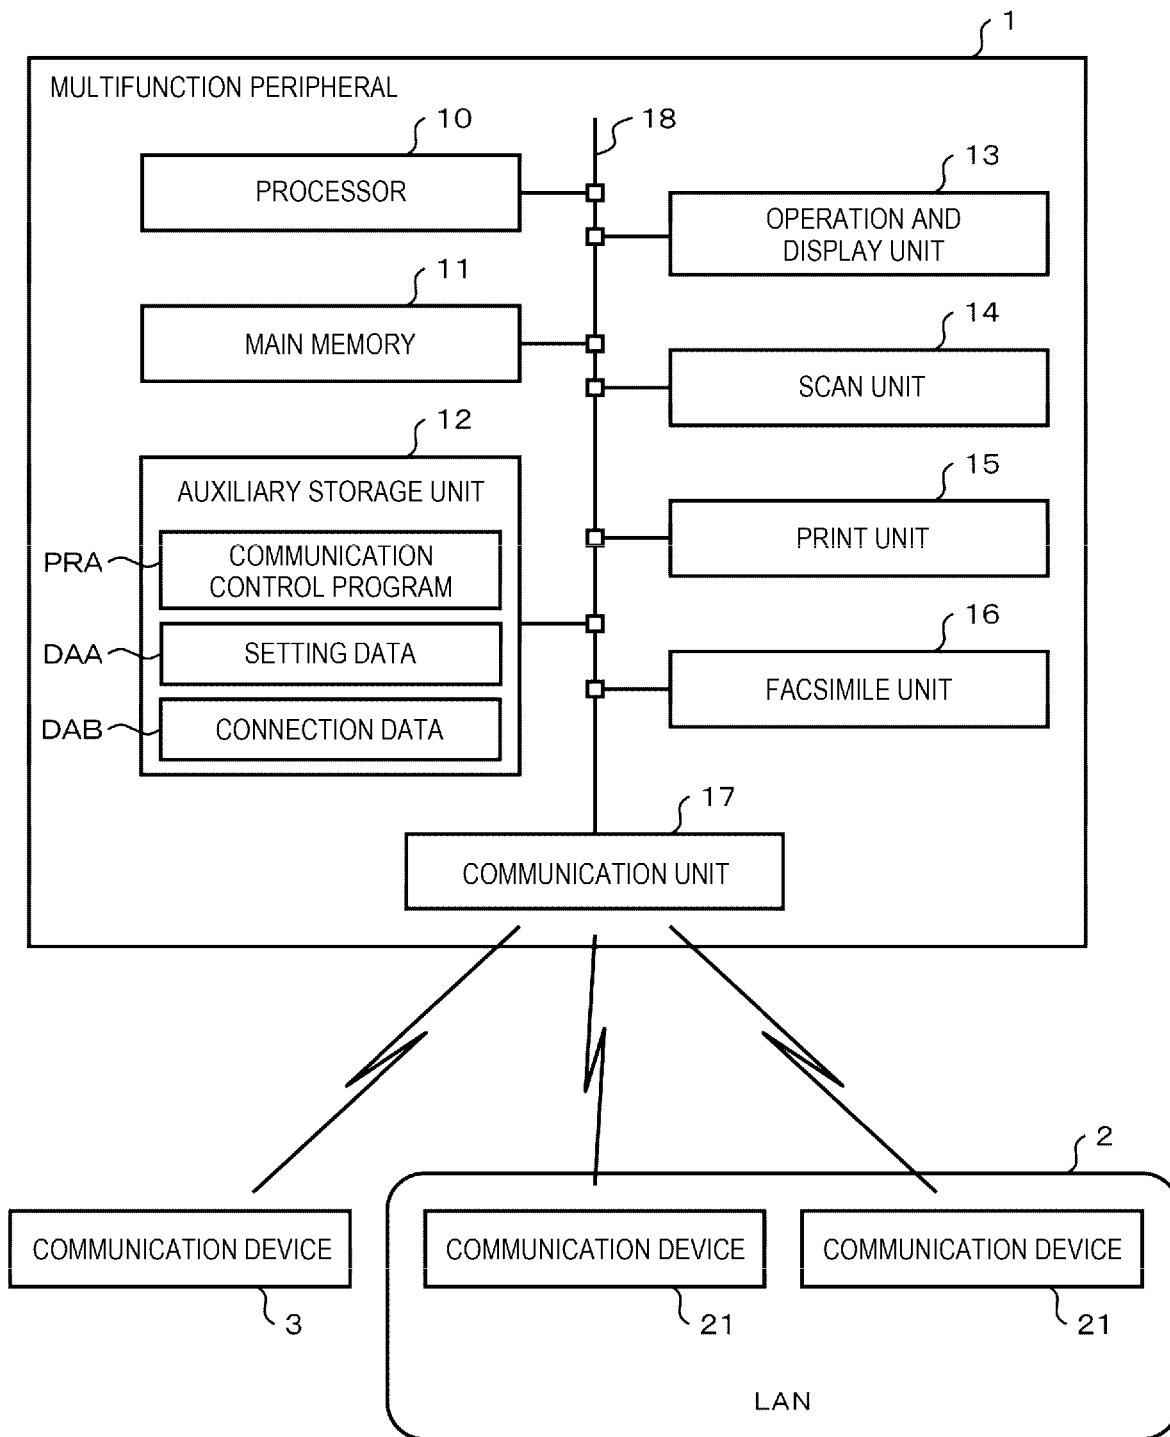 1
MULTIFUNCTION PERIPHERAL
10
18
PROCESSOR
13
OPERATION AND
DISPLAY UNIT
11
MAIN MEMORY
14
SCAN UNIT
12
AUXILIARY STORAGE UNIT
15
PRINT UNIT
PRA
COMMUNICATION
CONTROL PROGRAM
16
FACSIMILE UNIT
DAA
SETTING DATA
DAB
CONNECTION DATA
17
COMMUNICATION UNIT
2
COMMUNICATION DEVICE
COMMUNICATION DEVICE
COMMUNICATION DEVICE
3
21
21
LAN